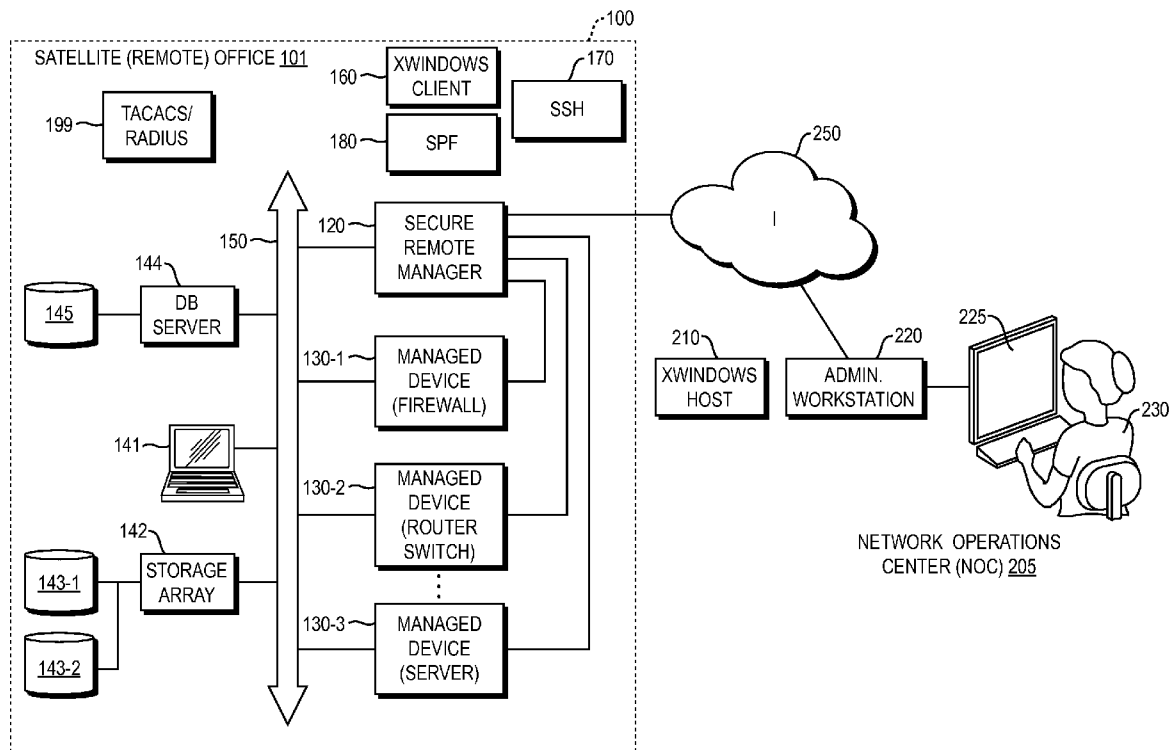 100
SATELLITE (REMOTE) OFFICE 101
160
XWINDOWS
CLIENT
170
SSH
199
TACACS/
RADIUS
180
SPF
250
I
150
120
SECURE
REMOTE
MANAGER
144
DB
SERVER
145
130-1
MANAGED
DEVICE
(FIREWALL)
210
XWINDOWS
HOST
220
ADMIN.
WORKSTATION
225
230
141
130-2
MANAGED
DEVICE
(ROUTER
SWITCH)
142
STORAGE
ARRAY
143-1
143-2
130-3
MANAGED
DEVICE
(SERVER)
NETWORK OPERATIONS
CENTER (NOC) 205